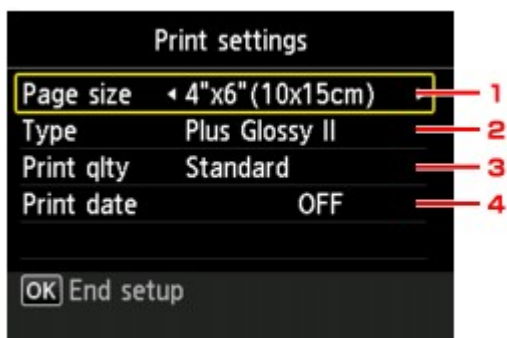 Print settings
Page size 4"x6"(10x15cm) 1
Type Plus Glossy II 2
Print qlty Standard 3
Print date OFF 4
OK End setup